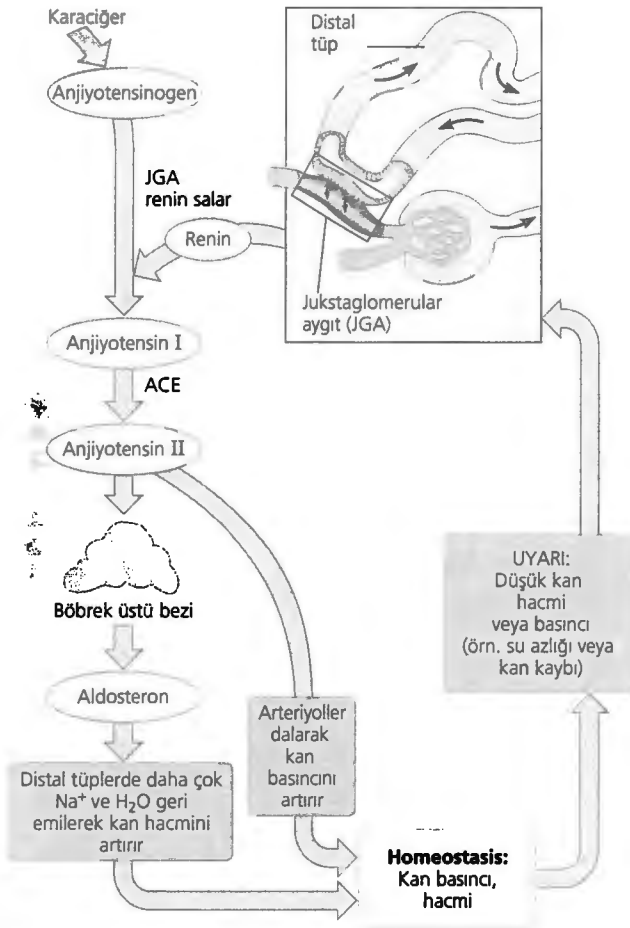 Karaciğer
Anjiyotensinogen
JGA
renin salar
Renin
Distal
tüp
Jukstaglomerular
aygıt (JGA)
Anjiyotensin I
ACE
Anjiyotensin II
Böbrek üstü bezi
Aldosteron
Distal tüplerde daha çok
Na⁺ ve H₂O geri
emilerek kan hacmini
artırır
Arteriyoller
dalarak
kan
basıncını
artırır
UYARI:
Düşük kan
hacmi
veya basıncı
(örn. su azlığı veya
kan kaybı)
Homeostasis:
Kan basıncı,
hacmi